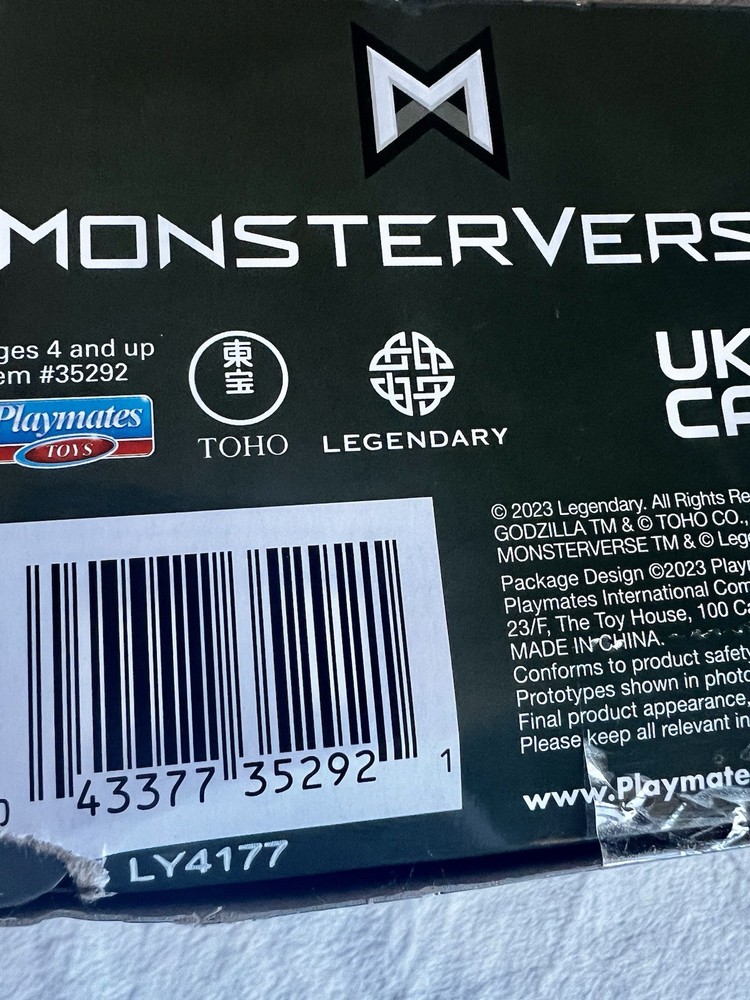 M
MONSTERVERS
ges 4 and up
em #35292
Playmates
TOYS
東宝
TOHO
LEGENDARY
UK
CA
© 2023 Legendary. All Rights Re
GODZILLA TM & © TOHO CO.,
MONSTERVERSE TM & © Lege
Package Design ©2023 Playm
Playmates International Com
23/F, The Toy House, 100 Ca
MADE IN CHINA.
Conforms to product safety
Prototypes shown in photo
Final product appearance,
Please keep all relevant in
www.Playmate
0 43377 35292 1
LY4177